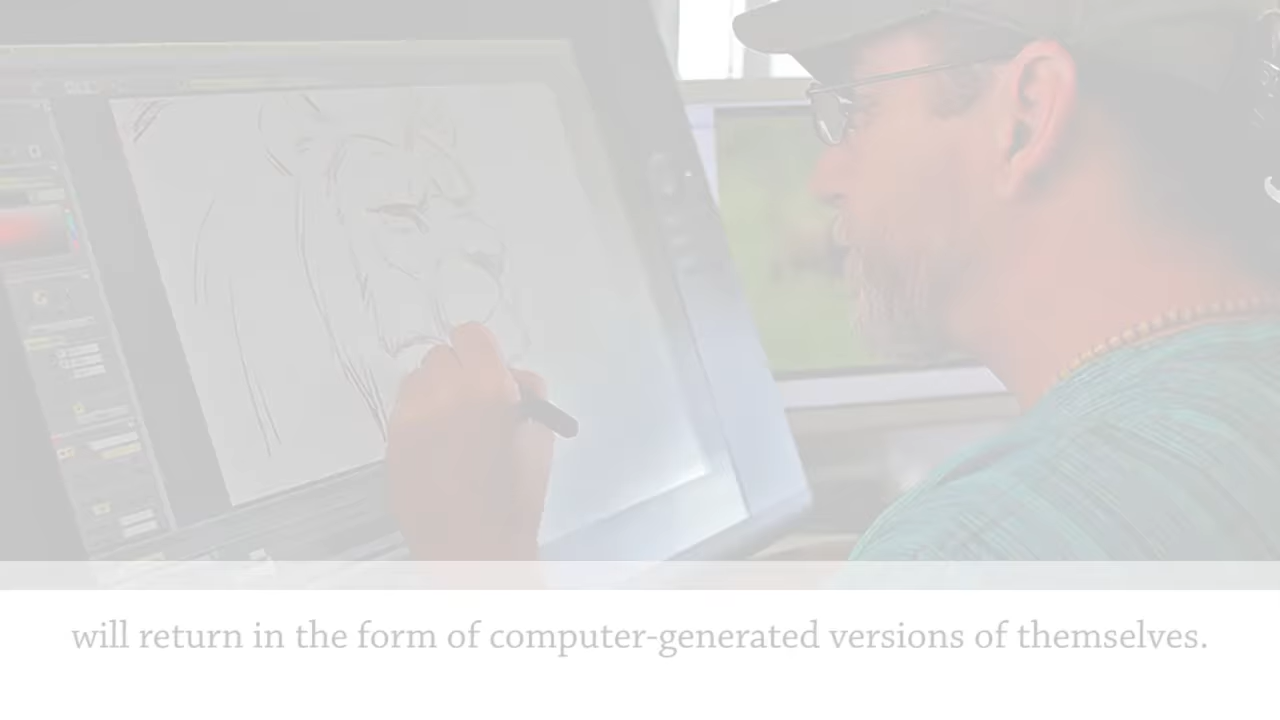 will return in the form of computer-generated versions of themselves.